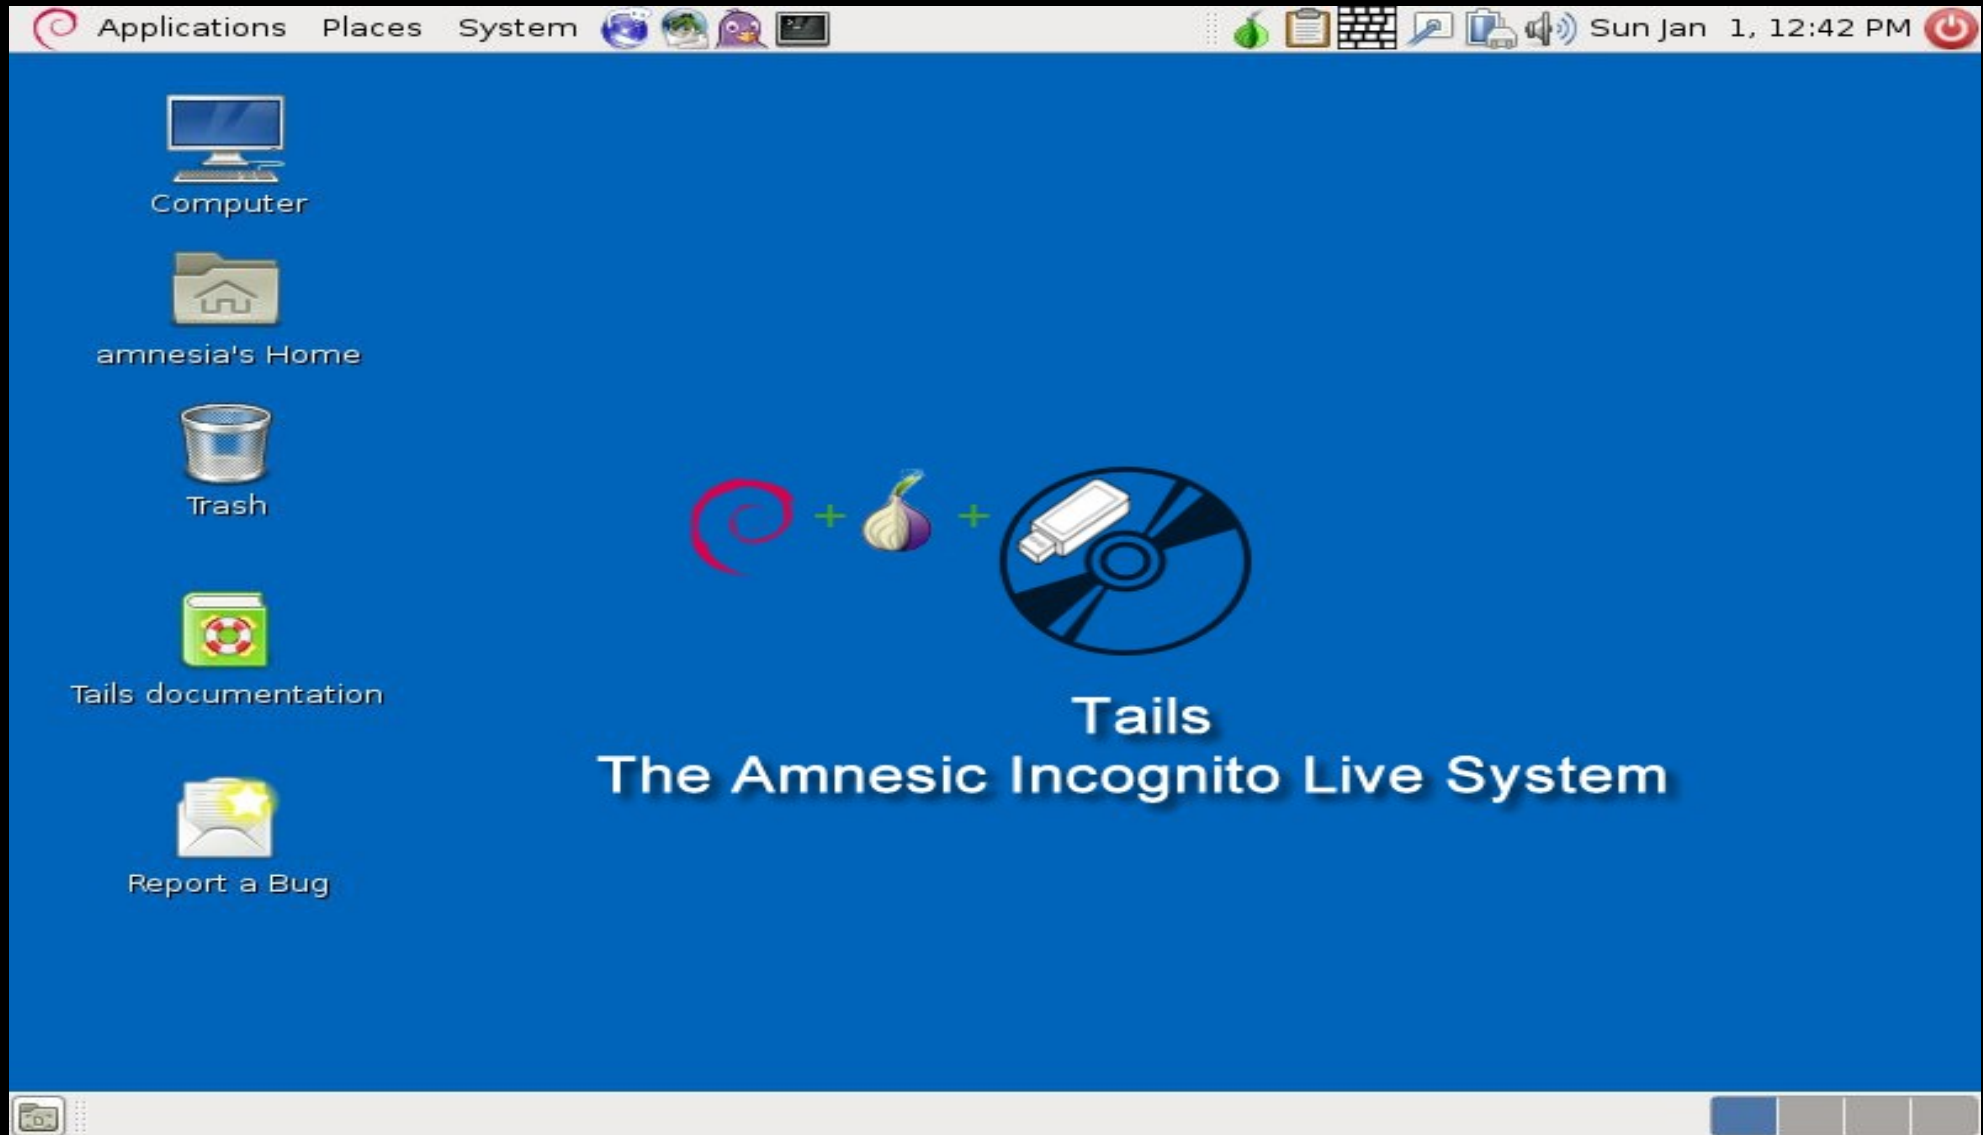 Applications Places System Sun Jan 1, 12:42 PM
Computer
amnesia's Home
Trash
Tails documentation
Report a Bug
Tails
The Amnesic Incognito Live System